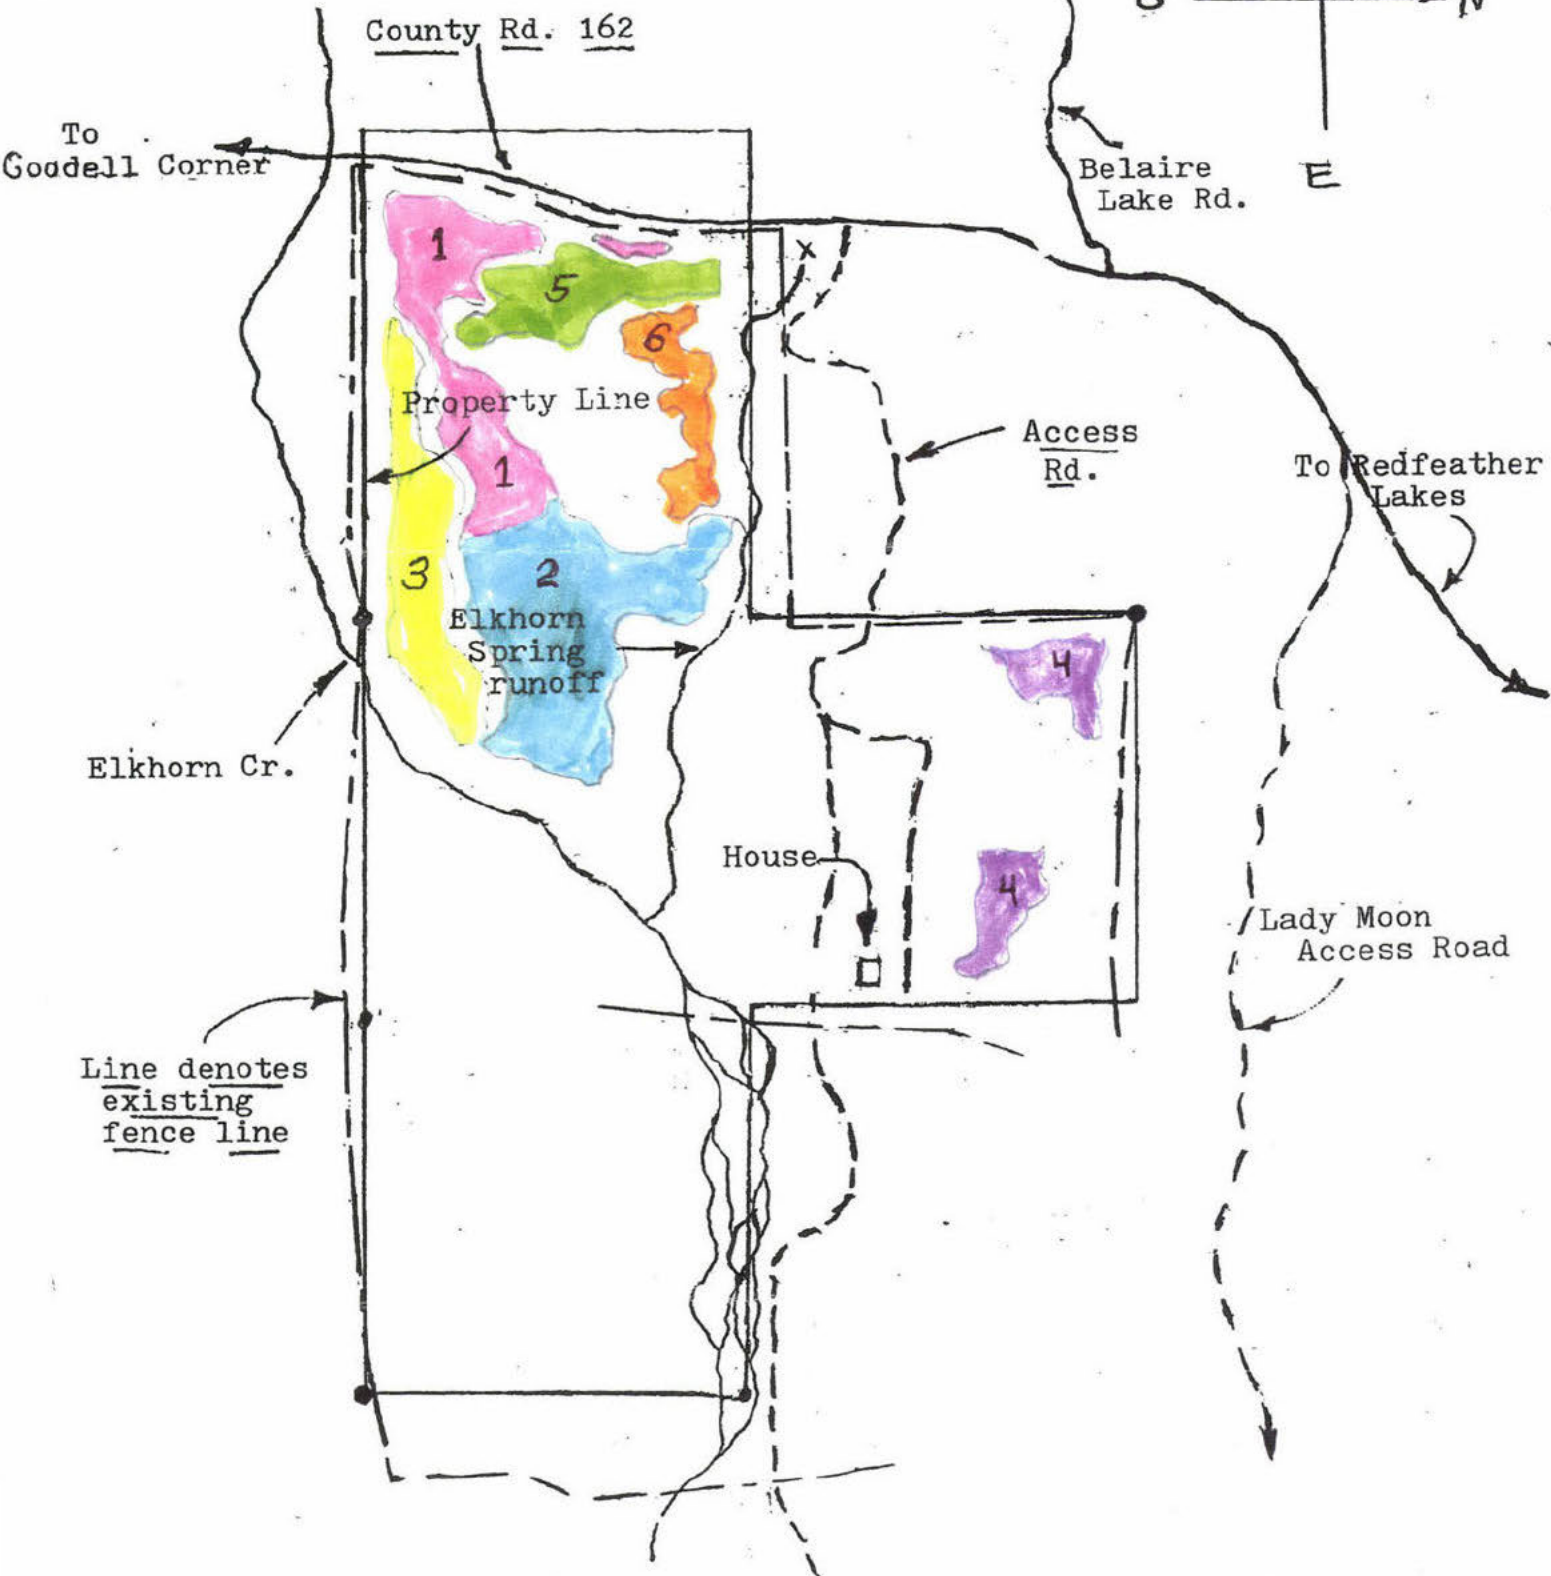 S N
County Rd. 162
To
Goodell Corner
Belaire
Lake Rd.
E
1
5
6
Property Line
Access
Rd.
To Redfeather
Lakes
1
3
2
Elkhorn
Spring
runoff
4
Elkhorn Cr.
House
4
Lady Moon
Access Road
Line denotes
existing
fence line